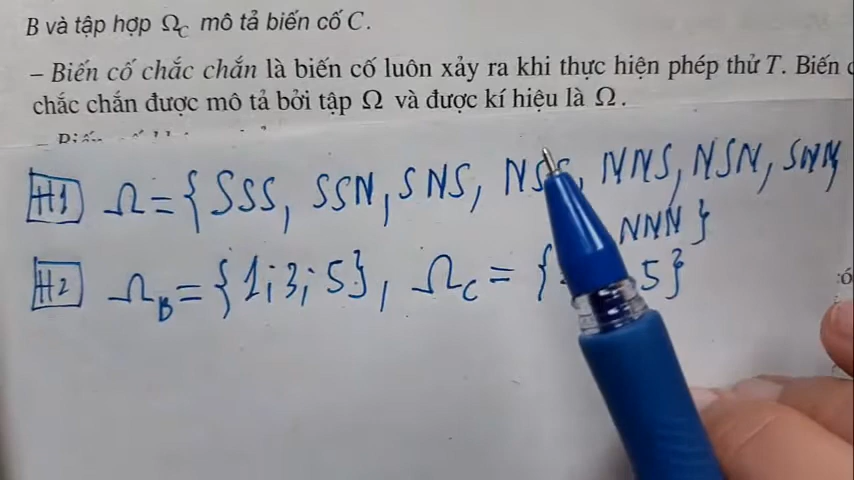 B và tập hợp Ω_C mô tả biến cố C.
– Biến cố chắc chắn là biến cố luôn xảy ra khi thực hiện phép thử T. Biến
chắc chắn được mô tả bởi tập Ω và được kí hiệu là Ω.
H1 Ω = { SSS, SSN, SNS, NSS, NNS, NSN, SNN,
NNN }
H2 Ω_B = { 1; 3; 5 }, Ω_C = { 5 }